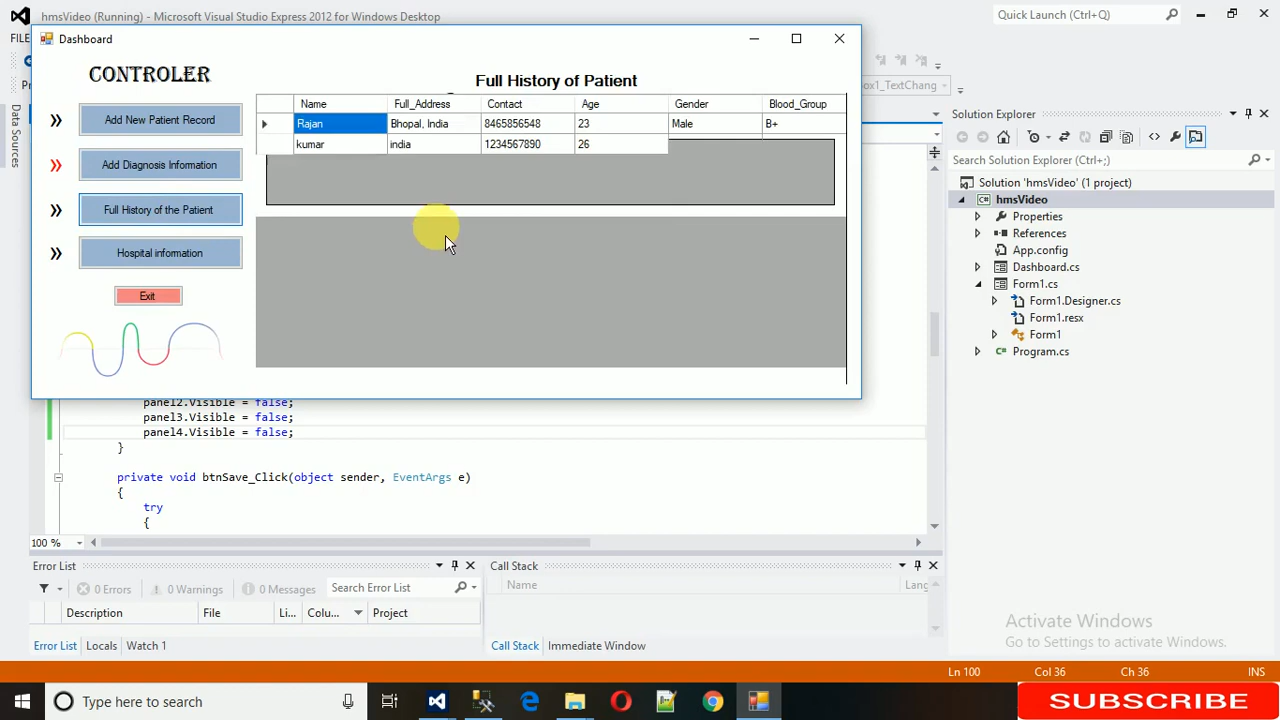 hmsVideo (Running) - Microsoft Visual Studio Express 2012 for Windows Desktop
Quick Launch (Ctrl+Q)
Dashboard
CONTROLER
Add New Patient Record
Add Diagnosis Information
Full History of the Patient
Hospital information
Exit
Full History of Patient
Name Full_Address Contact Age Gender Blood_Group
Rajan Bhopal, India 8465856548 23 Male B+
kumar india 1234567890 26
FIL
Data Sources
ox1_TextChang
panel2.Visible = false;
panel3.Visible = false;
panel4.Visible = false;
}
private void btnSave_Click(object sender, EventArgs e)
{
try
{
100 %
Solution Explorer
Search Solution Explorer (Ctrl+;)
Solution 'hmsVideo' (1 project)
hmsVideo
Properties
References
App.config
Dashboard.cs
Form1.cs
Form1.Designer.cs
Form1.resx
Form1
Program.cs
Error List
0 Errors 0 Warnings 0 Messages Search Error List
Description File Li... Colu... Project
Error List Locals Watch 1
Call Stack
Name Lang
Call Stack Immediate Window
Activate Windows
Go to Settings to activate Windows.
Ln 100 Col 36 Ch 36 INS
Type here to search
SUBSCRIBE